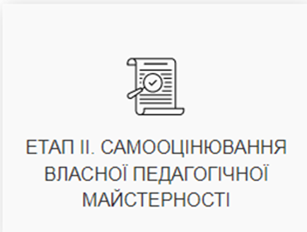 ЕТАП ІІ. САМООЦІНЮВАННЯ
ВЛАСНОЇ ПЕДАГОГІЧНОЇ
МАЙСТЕРНОСТІ